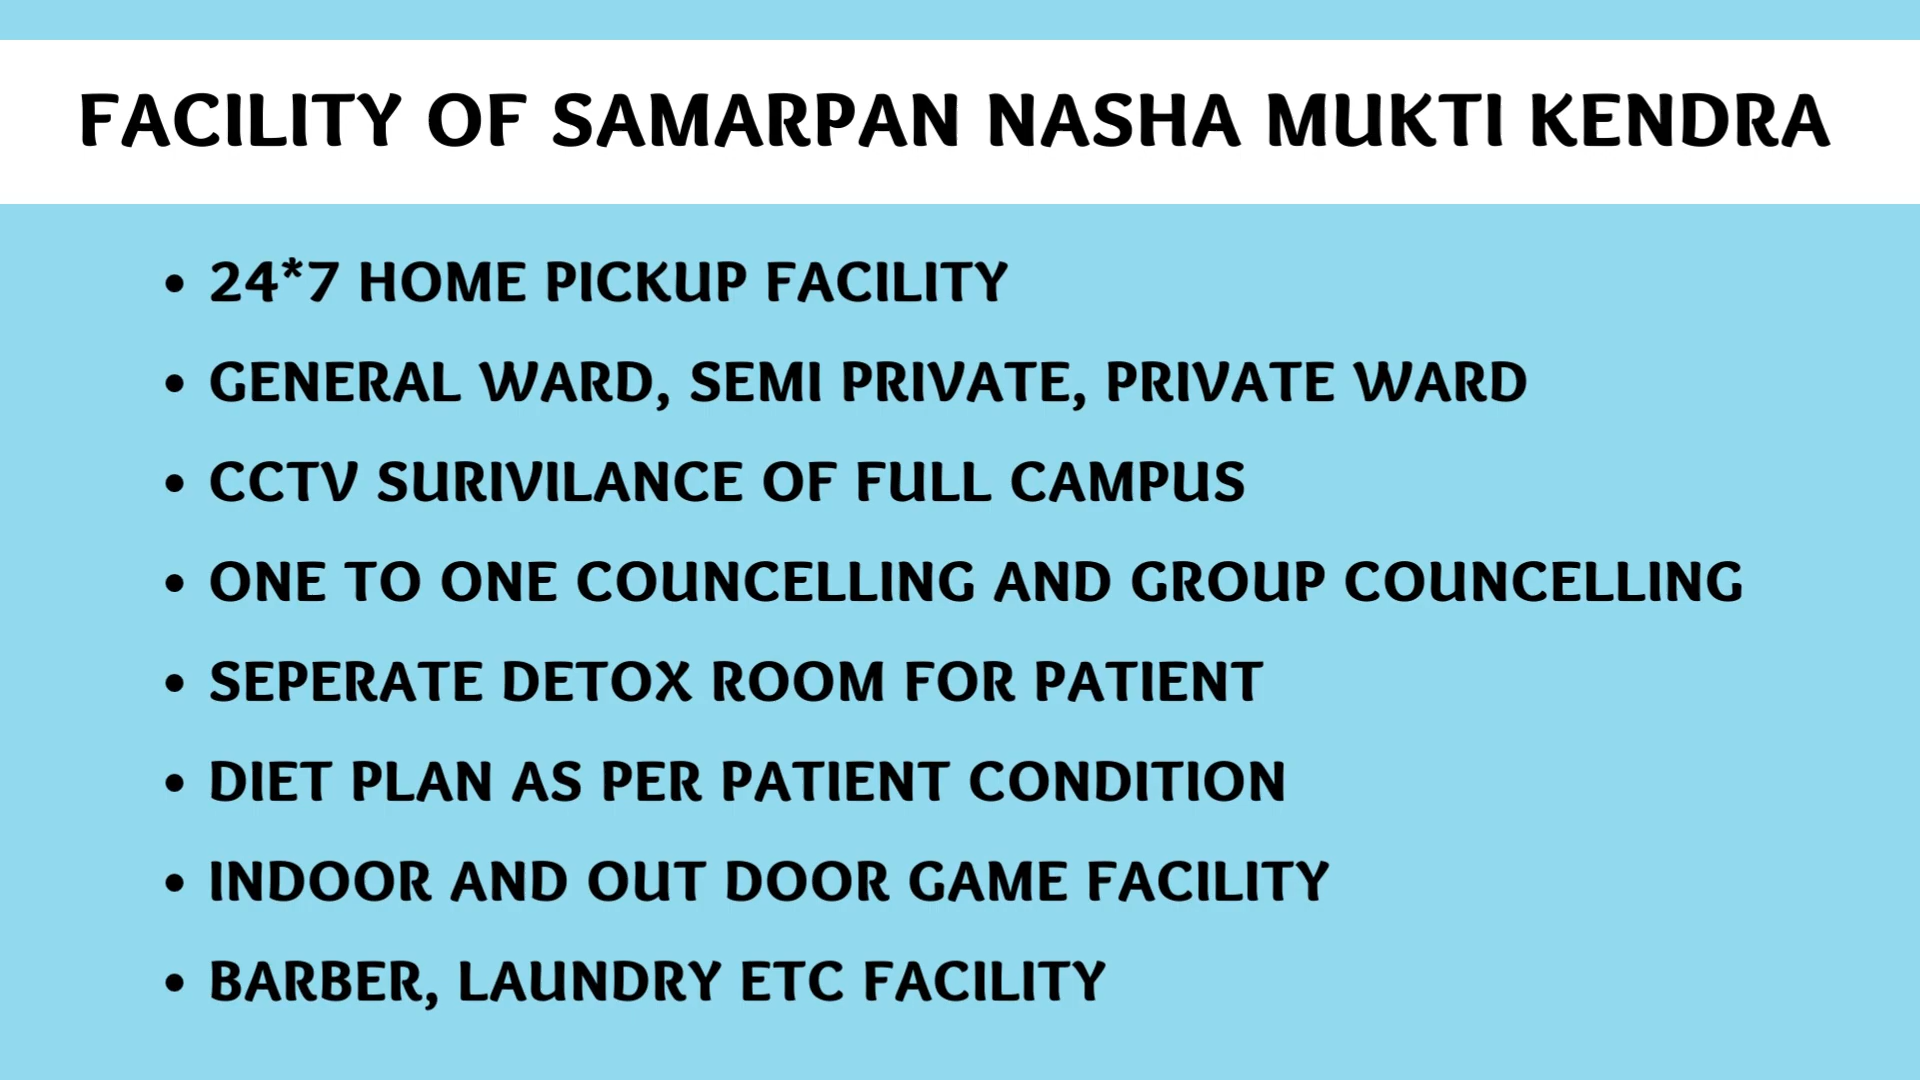 FACILITY OF SAMARPAN NASHA MUKTI KENDRA
• 24*7 HOME PICKUP FACILITY
• GENERAL WARD, SEMI PRIVATE, PRIVATE WARD
• CCTV SURIVILANCE OF FULL CAMPUS
• ONE TO ONE COUNCELLING AND GROUP COUNCELLING
• SEPERATE DETOX ROOM FOR PATIENT
• DIET PLAN AS PER PATIENT CONDITION
• INDOOR AND OUT DOOR GAME FACILITY
• BARBER, LAUNDRY ETC FACILITY